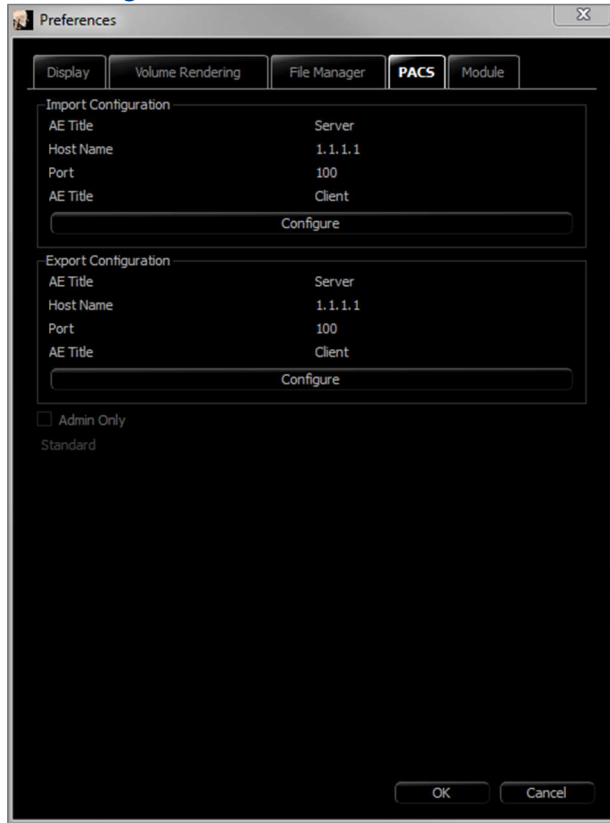 Preferences
Display Volume Rendering File Manager PACS Module
Import Configuration
AE Title Server
Host Name 1.1.1.1
Port 100
AE Title Client
Configure
Export Configuration
AE Title Server
Host Name 1.1.1.1
Port 100
AE Title Client
Configure
Admin Only
Standard
OK Cancel